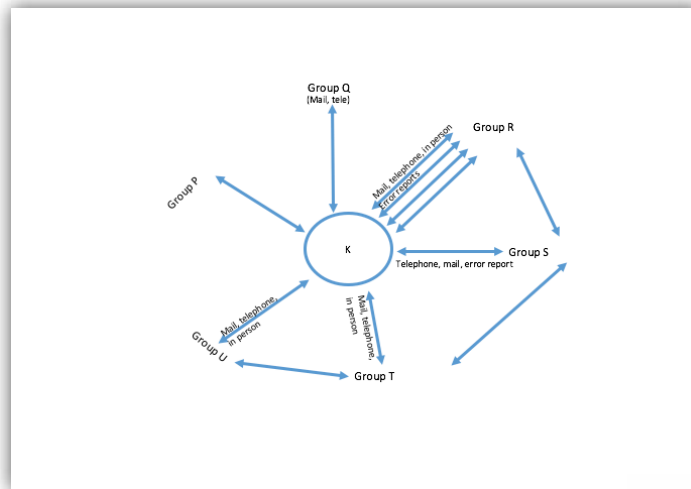 Group Q
(Mail, tele)
Group R
Mail, telephone, in person
Error reports
Group P
K
Group S
Telephone, mail, error report
Mail, telephone,
in person
Group U
Mail, telephone,
in person
Group T